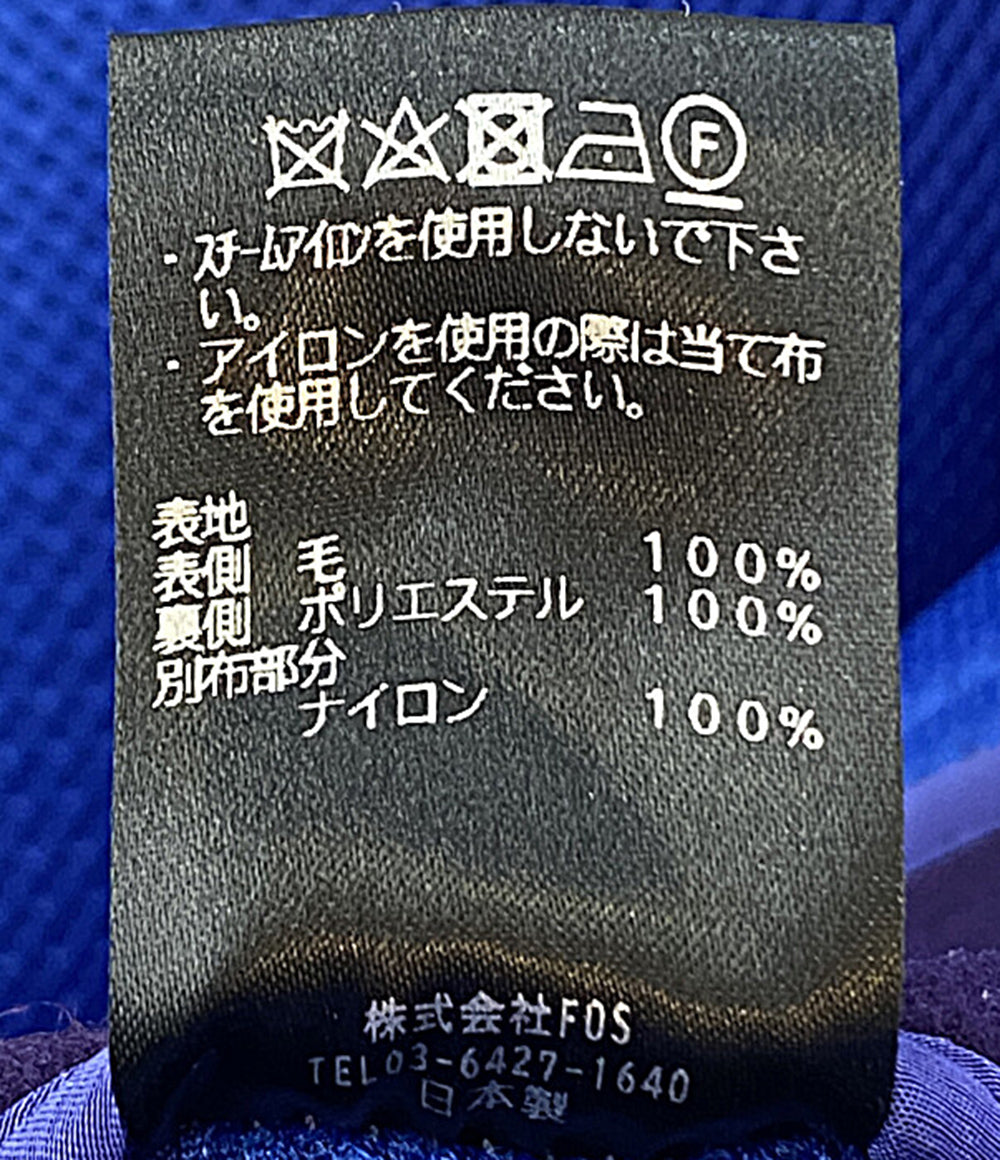 F
・スチームアイロンを使用しないで下さ
い。
・アイロンを使用の際は当て布
を使用してください。
表地
表側 毛 100%
裏側 ポリエステル 100%
別布部分
ナイロン 100%
株式会社FOS
TEL03-6427-1640
日本製